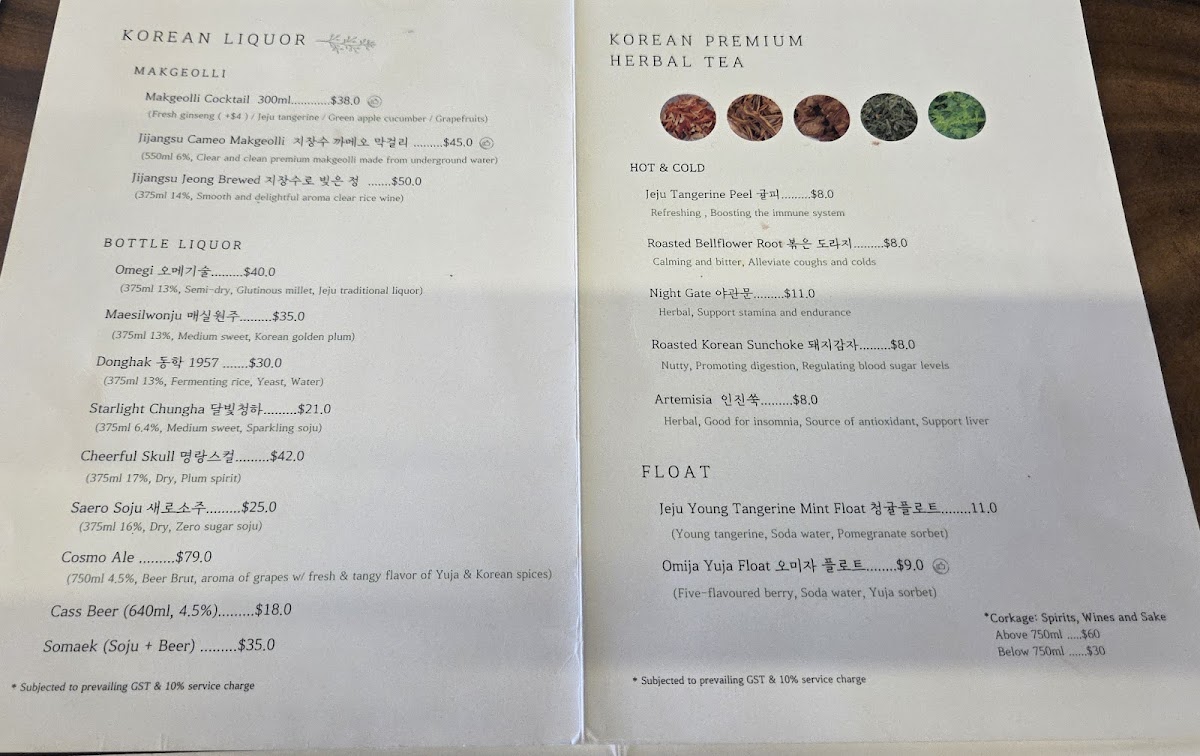 KOREAN LIQUOR
MAKGEOLLI
Makgeolli Cocktail 300ml............$38.0
(Fresh ginseng ( +$4 ) / Jeju tangerine / Green apple cucumber / Grapefruits)
Jijangsu Cameo Makgeolli 지장수 까메오 막걸리 .........$45.0
(550ml 6%, Clear and clean premium makgeolli made from underground water)
Jijangsu Jeong Brewed 지장수로 빚은 정 .......$50.0
(375ml 14%, Smooth and delightful aroma clear rice wine)
BOTTLE LIQUOR
Omegi 오메기술.........$40.0
(375ml 13%, Semi-dry, Glutinous millet, Jeju traditional liquor)
Maesilwonju 매실원주.........$35.0
(375ml 13%, Medium sweet, Korean golden plum)
Donghak 동학 1957 .......$30.0
(375ml 13%, Fermenting rice, Yeast, Water)
Starlight Chungha 달빛청하.........$21.0
(375ml 6.4%, Medium sweet, Sparkling soju)
Cheerful Skull 명랑스컬.........$42.0
(375ml 17%, Dry, Plum spirit)
Saero Soju 새로소주.........$25.0
(375ml 16%, Dry, Zero sugar soju)
Cosmo Ale .........$79.0
(750ml 4.5%, Beer Brut, aroma of grapes w/ fresh & tangy flavor of Yuja & Korean spices)
Cass Beer (640ml, 4.5%).........$18.0
Somaek (Soju + Beer) .........$35.0
* Subjected to prevailing GST & 10% service charge
KOREAN PREMIUM
HERBAL TEA
HOT & COLD
Jeju Tangerine Peel 귤피.........$8.0
Refreshing , Boosting the immune system
Roasted Bellflower Root 볶은 도라지.........$8.0
Calming and bitter, Alleviate coughs and colds
Night Gate 야관문.........$11.0
Herbal, Support stamina and endurance
Roasted Korean Sunchoke 돼지감자.........$8.0
Nutty, Promoting digestion, Regulating blood sugar levels
Artemisia 인진쑥.........$8.0
Herbal, Good for insomnia, Source of antioxidant, Support liver
FLOAT
Jeju Young Tangerine Mint Float 청귤플로트.........11.0
(Young tangerine, Soda water, Pomegranate sorbet)
Omija Yuja Float 오미자 플로트.........$9.0
(Five-flavoured berry, Soda water, Yuja sorbet)
*Corkage: Spirits, Wines and Sake
Above 750ml .....$60
Below 750ml ......$30
* Subjected to prevailing GST & 10% service charge